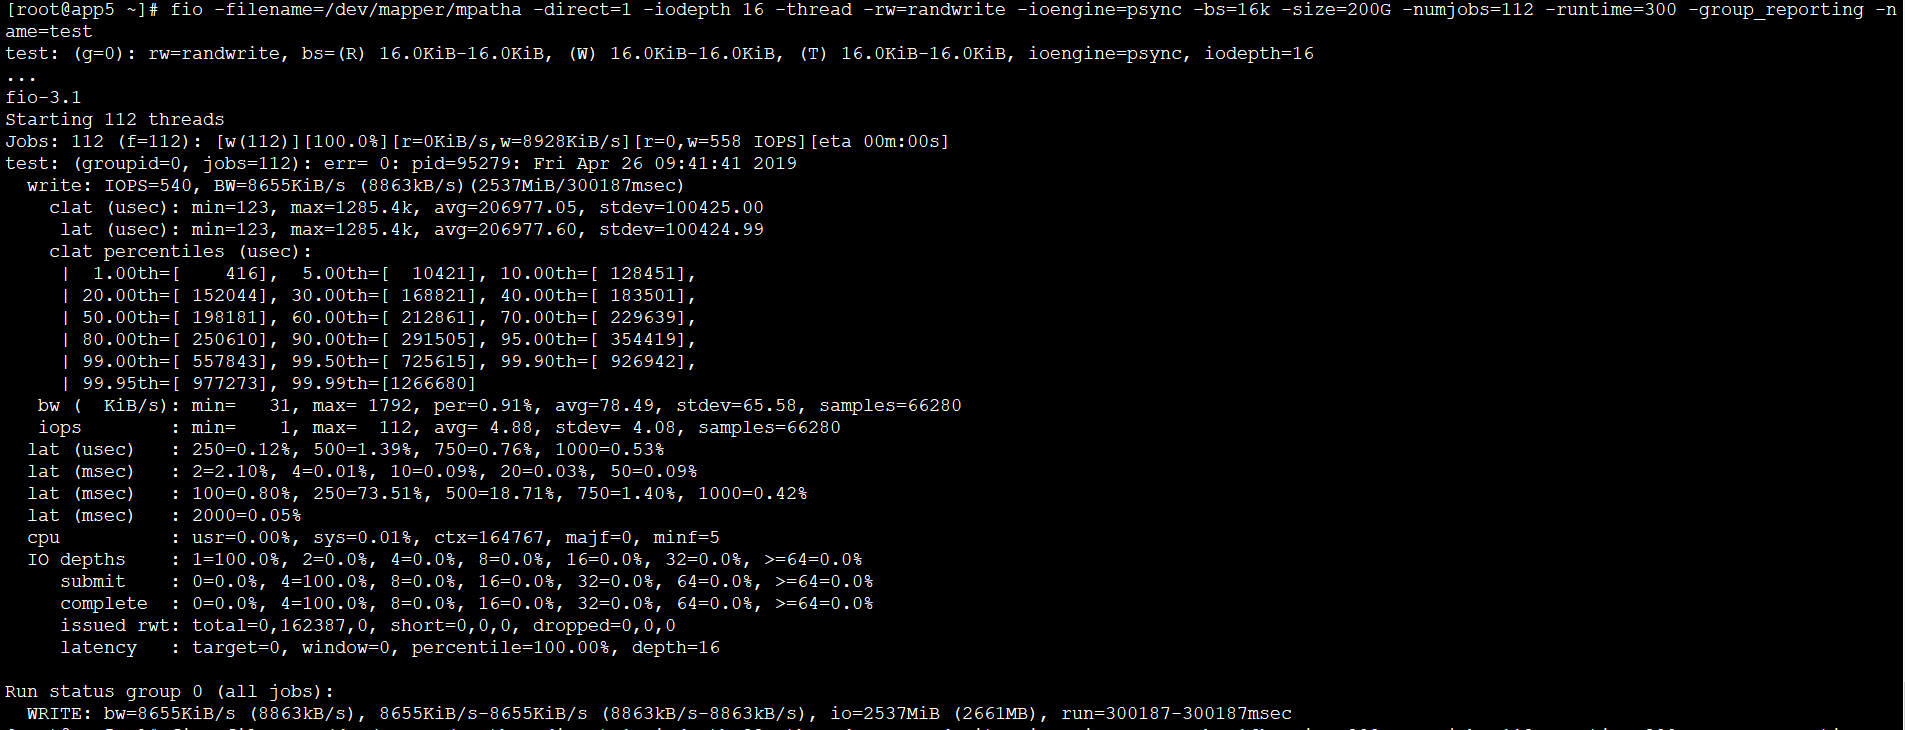 [root@app5 ~]# fio -filename=/dev/mapper/mpatha -direct=1 -iodepth 16 -thread -rw=randwrite -ioengine=psync -bs=16k -size=200G -numjobs=112 -runtime=300 -group_reporting -n
ame=test
test: (g=0): rw=randwrite, bs=(R) 16.0KiB-16.0KiB, (W) 16.0KiB-16.0KiB, (T) 16.0KiB-16.0KiB, ioengine=psync, iodepth=16
...
fio-3.1
Starting 112 threads
Jobs: 112 (f=112): [w(112)][100.0%][r=0KiB/s,w=8928KiB/s][r=0,w=558 IOPS][eta 00m:00s]
test: (groupid=0, jobs=112): err= 0: pid=95279: Fri Apr 26 09:41:41 2019
  write: IOPS=540, BW=8655KiB/s (8863kB/s)(2537MiB/300187msec)
    clat (usec): min=123, max=1285.4k, avg=206977.05, stdev=100425.00
     lat (usec): min=123, max=1285.4k, avg=206977.60, stdev=100424.99
    clat percentiles (usec):
     |  1.00th=[    416],  5.00th=[  10421], 10.00th=[ 128451],
     | 20.00th=[ 152044], 30.00th=[ 168821], 40.00th=[ 183501],
     | 50.00th=[ 198181], 60.00th=[ 212861], 70.00th=[ 229639],
     | 80.00th=[ 250610], 90.00th=[ 291505], 95.00th=[ 354419],
     | 99.00th=[ 557843], 99.50th=[ 725615], 99.90th=[ 926942],
     | 99.95th=[ 977273], 99.99th=[1266680]
   bw (  KiB/s): min=   31, max= 1792, per=0.91%, avg=78.49, stdev=65.58, samples=66280
   iops        : min=    1, max=  112, avg= 4.88, stdev= 4.08, samples=66280
  lat (usec)   : 250=0.12%, 500=1.39%, 750=0.76%, 1000=0.53%
  lat (msec)   : 2=2.10%, 4=0.01%, 10=0.09%, 20=0.03%, 50=0.09%
  lat (msec)   : 100=0.80%, 250=73.51%, 500=18.71%, 750=1.40%, 1000=0.42%
  lat (msec)   : 2000=0.05%
  cpu          : usr=0.00%, sys=0.01%, ctx=164767, majf=0, minf=5
  IO depths    : 1=100.0%, 2=0.0%, 4=0.0%, 8=0.0%, 16=0.0%, 32=0.0%, >=64=0.0%
     submit    : 0=0.0%, 4=100.0%, 8=0.0%, 16=0.0%, 32=0.0%, 64=0.0%, >=64=0.0%
     complete  : 0=0.0%, 4=100.0%, 8=0.0%, 16=0.0%, 32=0.0%, 64=0.0%, >=64=0.0%
     issued rwt: total=0,162387,0, short=0,0,0, dropped=0,0,0
     latency   : target=0, window=0, percentile=100.00%, depth=16

Run status group 0 (all jobs):
  WRITE: bw=8655KiB/s (8863kB/s), 8655KiB/s-8655KiB/s (8863kB/s-8863kB/s), io=2537MiB (2661MB), run=300187-300187msec